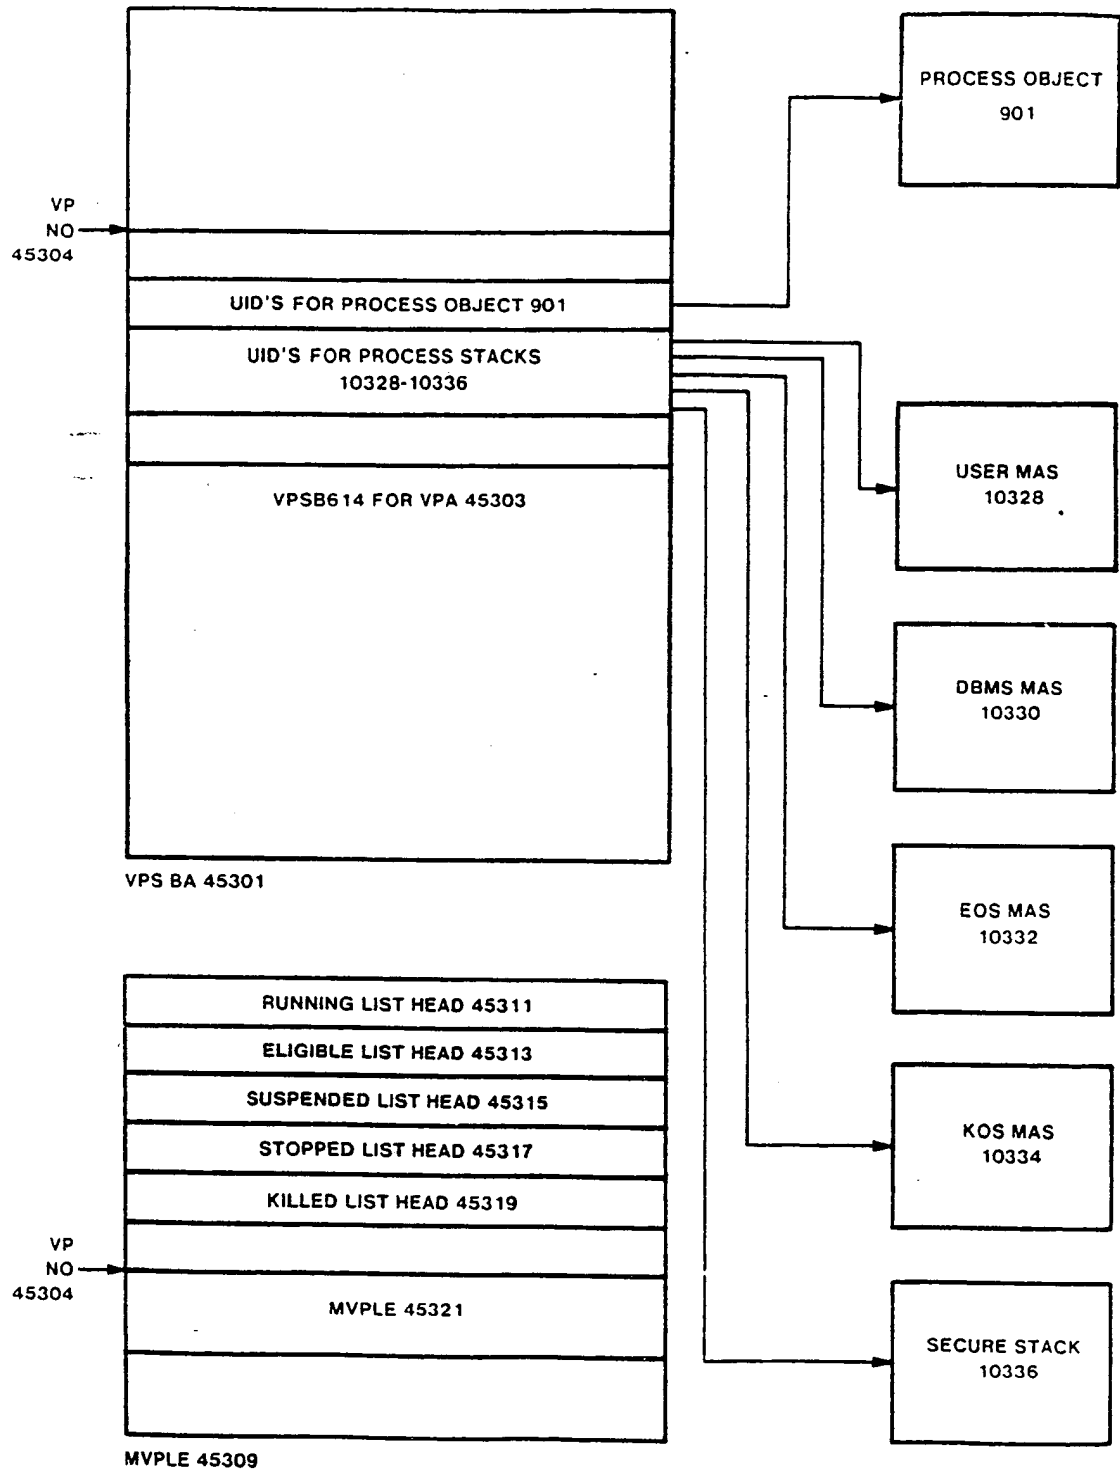 PROCESS OBJECT
901
VP
NO
45304
UID'S FOR PROCESS OBJECT 901
UID'S FOR PROCESS STACKS
10328-10336
VPSB614 FOR VPA 45303
USER MAS
10328
DBMS MAS
10330
EOS MAS
10332
KOS MAS
10334
SECURE STACK
10336
VPS BA 45301
RUNNING LIST HEAD 45311
ELIGIBLE LIST HEAD 45313
SUSPENDED LIST HEAD 45315
STOPPED LIST HEAD 45317
KILLED LIST HEAD 45319
VP
NO
45304
MVPLE 45321
MVPLE 45309